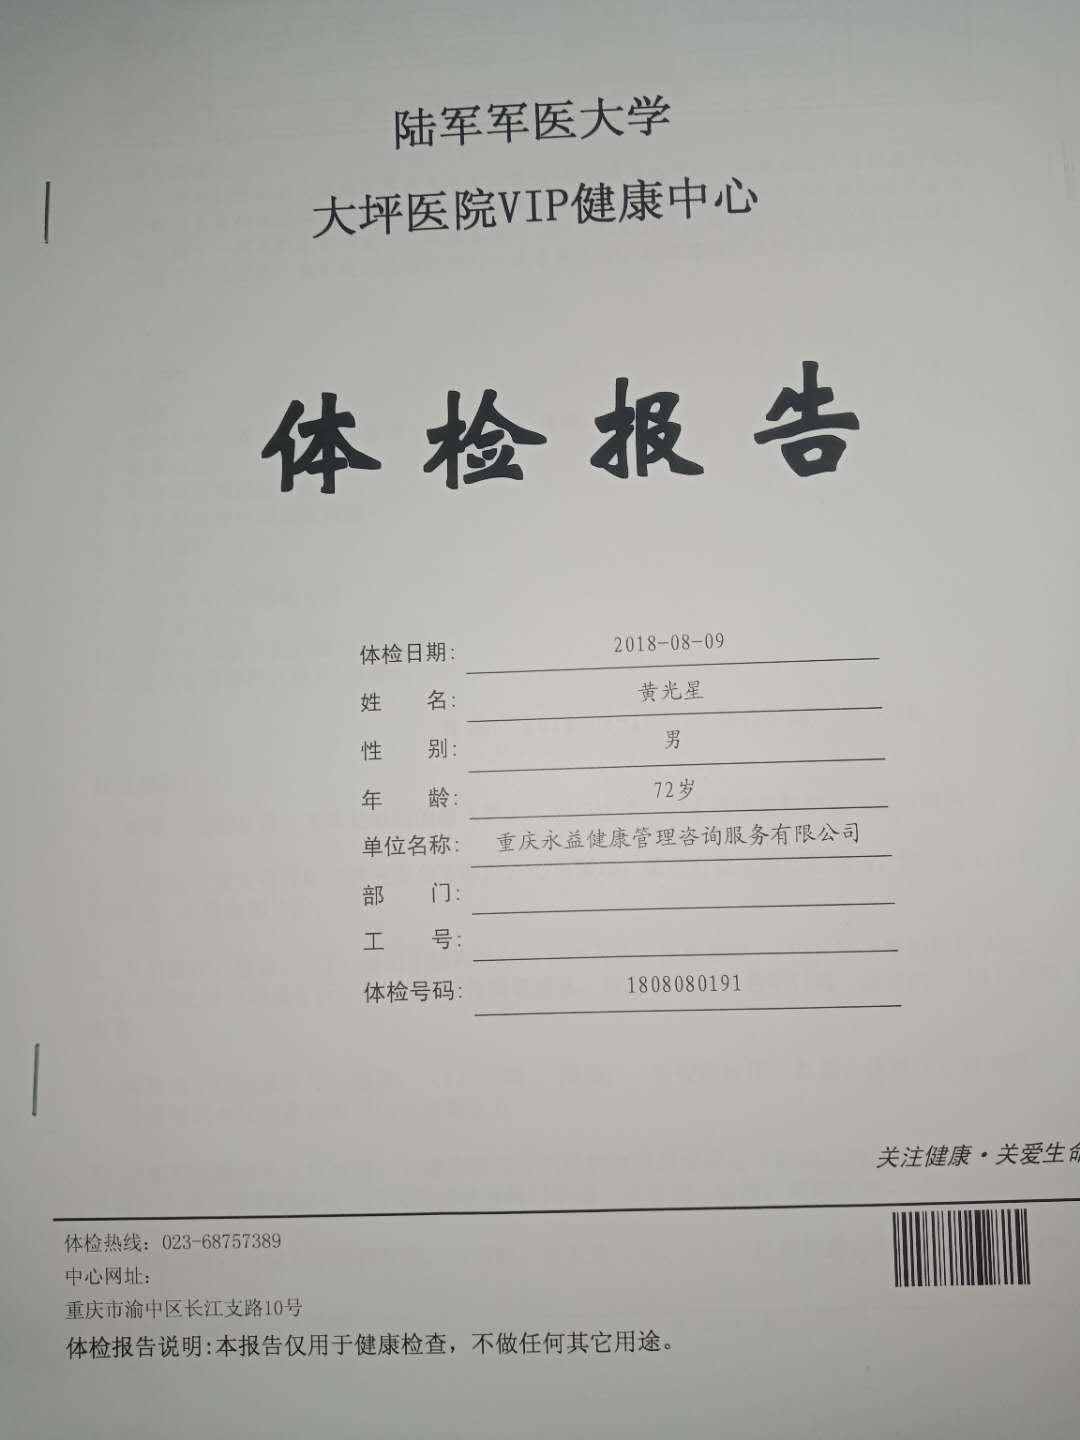 陆军军医大学
大坪医院VIP健康中心
体检报告
体检日期: 2018-08-09
姓 名: 黄光星
性 别: 男
年 龄: 72岁
单位名称: 重庆永益健康管理咨询服务有限公司
部 门:
工 号:
体检号码: 1808080191
关注健康·关爱生命
体检热线: 023-68757389
中心网址:
重庆市渝中区长江支路10号
体检报告说明:本报告仅用于健康检查，不做任何其它用途。